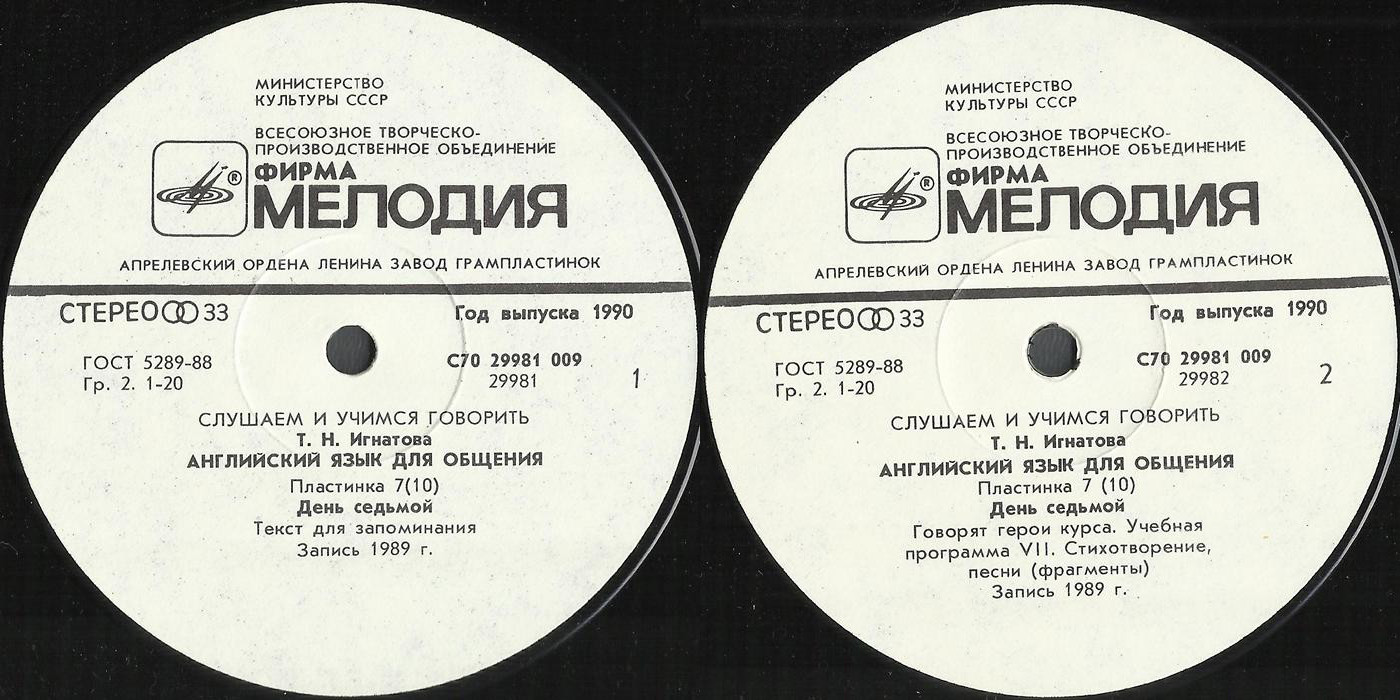 МИНИСТЕРСТВО
КУЛЬТУРЫ СССР
ВСЕСОЮЗНОЕ ТВОРЧЕСКО-
ПРОИЗВОДСТВЕННОЕ ОБЪЕДИНЕНИЕ
®
ФИРМА
МЕЛОДИЯ
АПРЕЛЕВСКИЙ ОРДЕНА ЛЕНИНА ЗАВОД ГРАМПЛАСТИНОК
СТЕРЕО 33
Год выпуска 1990
ГОСТ 5289-88
Гр. 2. 1-20
С70 29981 009
29981
1
СЛУШАЕМ И УЧИМСЯ ГОВОРИТЬ
Т. Н. Игнатова
АНГЛИЙСКИЙ ЯЗЫК ДЛЯ ОБЩЕНИЯ
Пластинка 7(10)
День седьмой
Текст для запоминания
Запись 1989 г.
МИНИСТЕРСТВО
КУЛЬТУРЫ СССР
ВСЕСОЮЗНОЕ ТВОРЧЕСКО-
ПРОИЗВОДСТВЕННОЕ ОБЪЕДИНЕНИЕ
®
ФИРМА
МЕЛОДИЯ
АПРЕЛЕВСКИЙ ОРДЕНА ЛЕНИНА ЗАВОД ГРАМПЛАСТИНОК
СТЕРЕО 33
Год выпуска 1990
ГОСТ 5289-88
Гр. 2. 1-20
С70 29981 009
29982
2
СЛУШАЕМ И УЧИМСЯ ГОВОРИТЬ
Т. Н. Игнатова
АНГЛИЙСКИЙ ЯЗЫК ДЛЯ ОБЩЕНИЯ
Пластинка 7 (10)
День седьмой
Говорят герои курса. Учебная
программа VII. Стихотворение,
песни (фрагменты)
Запись 1989 г.